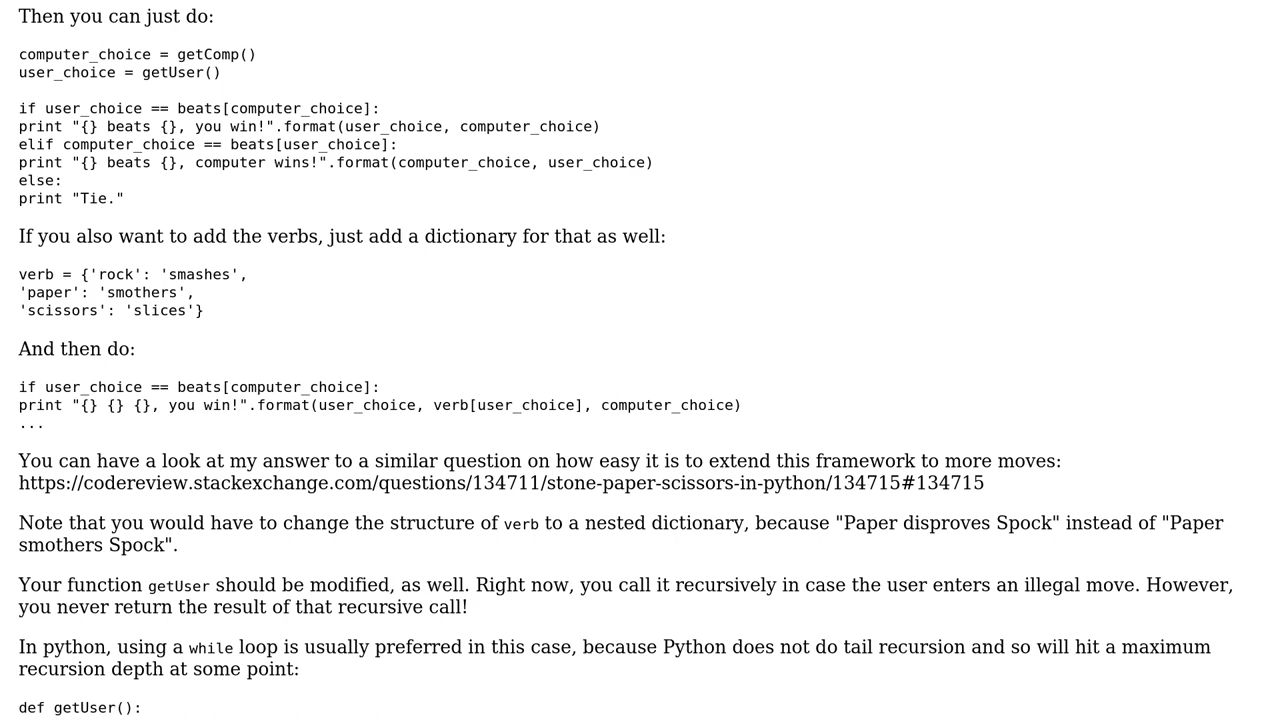 Then you can just do:
computer_choice = getComp()
user_choice = getUser()
if user_choice == beats[computer_choice]:
print "{} beats {}, you win!".format(user_choice, computer_choice)
elif computer_choice == beats[user_choice]:
print "{} beats {}, computer wins!".format(computer_choice, user_choice)
else:
print "Tie."
If you also want to add the verbs, just add a dictionary for that as well:
verb = {'rock': 'smashes',
'paper': 'smothers',
'scissors': 'slices'}
And then do:
if user_choice == beats[computer_choice]:
print "{} {} {}, you win!".format(user_choice, verb[user_choice], computer_choice)
...
You can have a look at my answer to a similar question on how easy it is to extend this framework to more moves:
https://codereview.stackexchange.com/questions/134711/stone-paper-scissors-in-python/134715#134715
Note that you would have to change the structure of verb to a nested dictionary, because "Paper disproves Spock" instead of "Paper
smothers Spock".
Your function getUser should be modified, as well. Right now, you call it recursively in case the user enters an illegal move. However,
you never return the result of that recursive call!
In python, using a while loop is usually preferred in this case, because Python does not do tail recursion and so will hit a maximum
recursion depth at some point:
def getUser():